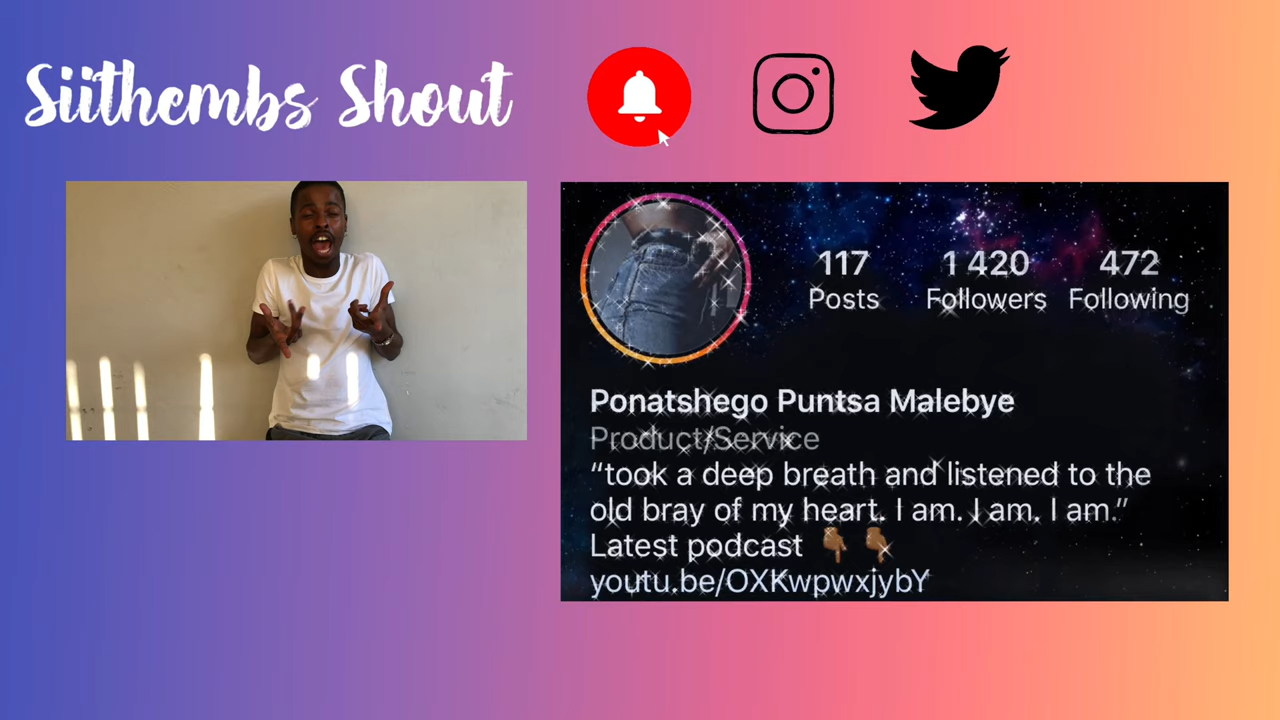 Siithembs Shout
117 1 420 472
Posts Followers Following
Ponatshego Puntsa Malebye
Product/Service
“took a deep breath and listened to the
old bray of my heart. I am. I am. I am.”
Latest podcast 👇🏾 👇🏾
youtu.be/OXKwpwxjybY